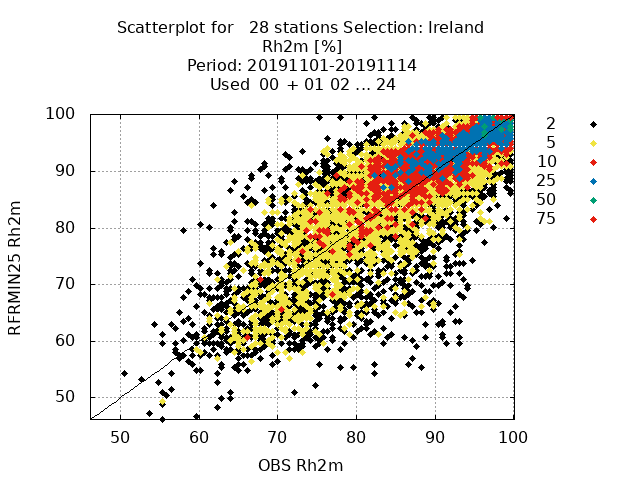 Scatterplot for   28 stations Selection: Ireland
Rh2m [%]
Period: 20191101-20191114
Used  00 + 01 02 ... 24
RFRMIN25 Rh2m
100
90
80
70
60
50
50 60 70 80 90 100
OBS Rh2m
2
5
10
25
50
75